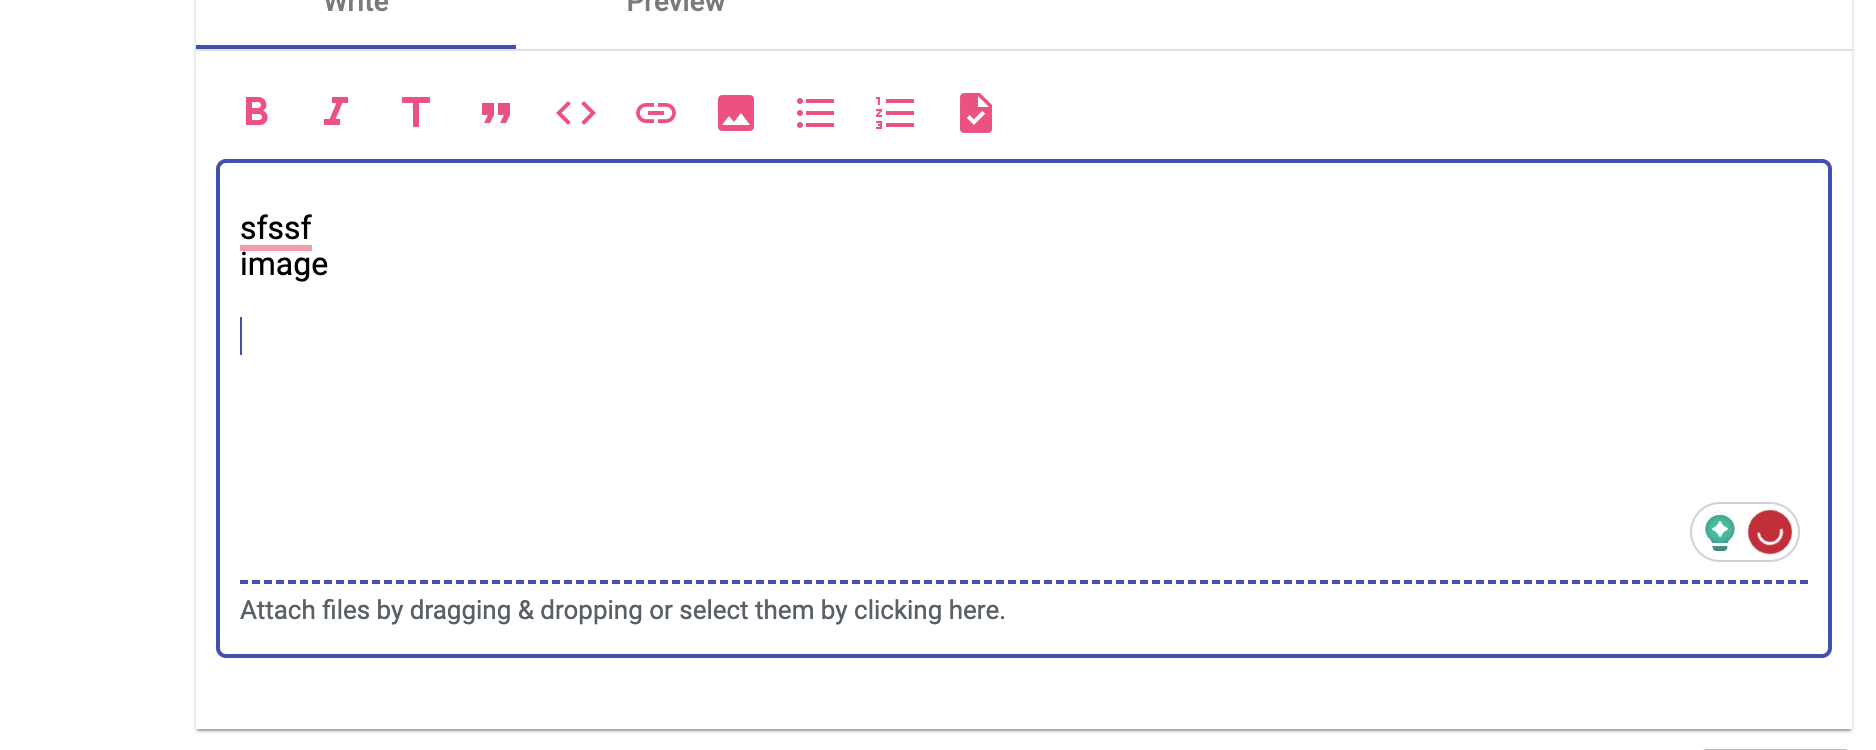 Write Preview
sfssf
image
Attach files by dragging & dropping or select them by clicking here.